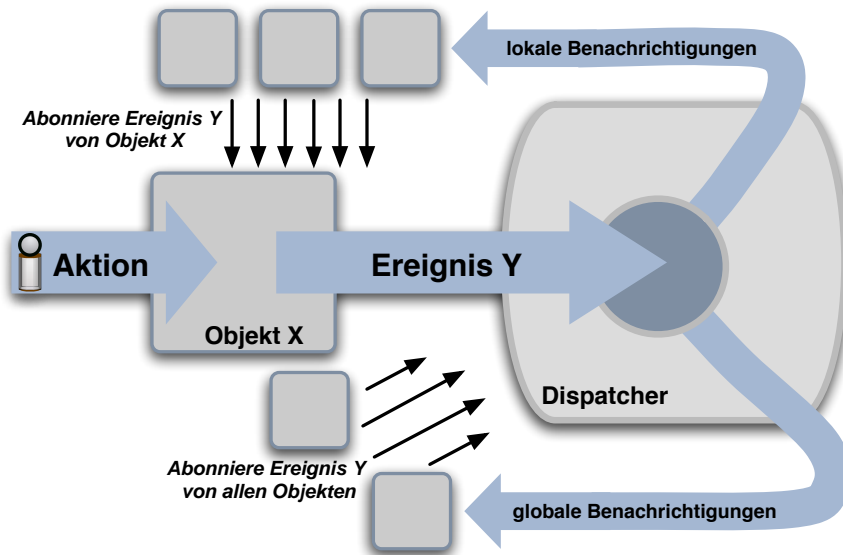 lokale Benachrichtigungen
Abonniere Ereignis Y
von Objekt X
Aktion
Ereignis Y
Objekt X
Dispatcher
Abonniere Ereignis Y
von allen Objekten
globale Benachrichtigungen